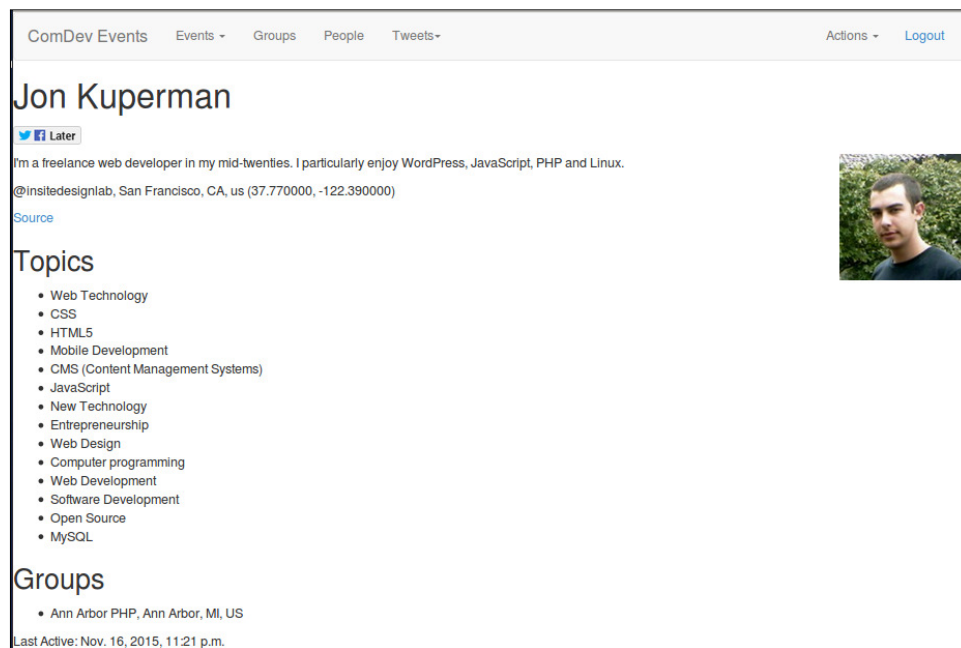 ComDev Events Events Groups People Tweets Actions Logout
Jon Kuperman
Later
I'm a freelance web developer in my mid-twenties. I particularly enjoy WordPress, JavaScript, PHP and Linux.
@insitedesignlab, San Francisco, CA, us (37.770000, -122.390000)
Source
Topics
• Web Technology
• CSS
• HTML5
• Mobile Development
• CMS (Content Management Systems)
• JavaScript
• New Technology
• Entrepreneurship
• Web Design
• Computer programming
• Web Development
• Software Development
• Open Source
• MySQL
Groups
• Ann Arbor PHP, Ann Arbor, MI, US
Last Active: Nov. 16, 2015, 11:21 p.m.